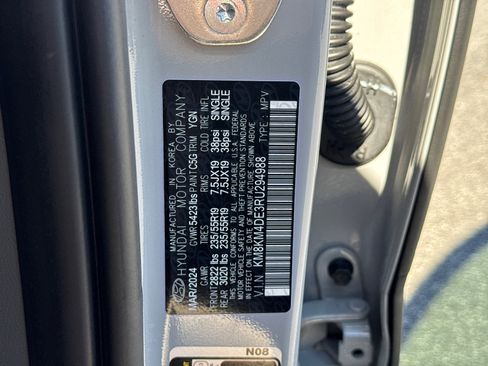 MANUFACTURED IN KOREA BY
HYUNDAI MOTOR COMPANY
MAR/2024 GVWR 5423 lbs PAINT C5G TRIM YGN
GAWR TIRES RIMS COLD TIRE INFL
FRONT 2822 lbs 235/55R19 7.5JX19 38psi SINGLE
REAR 3020 lbs 235/55R19 7.5JX19 38psi SINGLE
THIS VEHICLE CONFORMS TO ALL APPLICABLE U.S.A. FEDERAL
MOTOR VEHICLE SAFETY AND THEFT PREVENTION STANDARDS
IN EFFECT ON THE DATE OF MANUFACTURE SHOWN ABOVE.
V.I.N : KM8KM4DE3RU294988 TYPE : MPV
N08